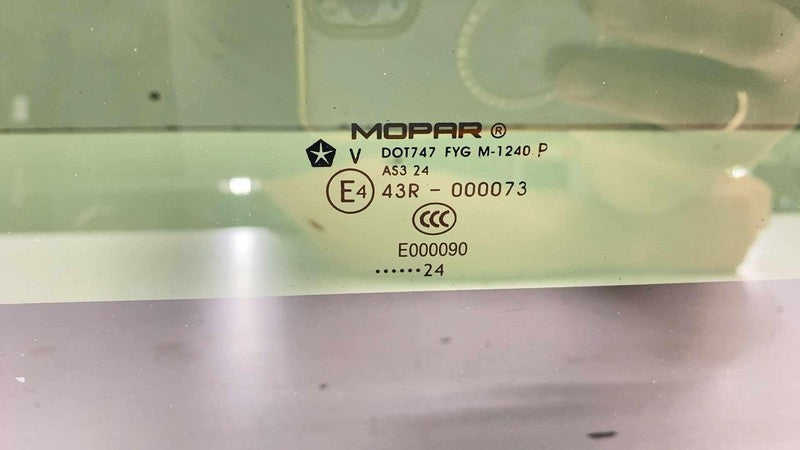 MOPAR ®
V DOT747 FYG M-1240 P
AS3 24
E4 43R - 000073
CCC
E000090
······24